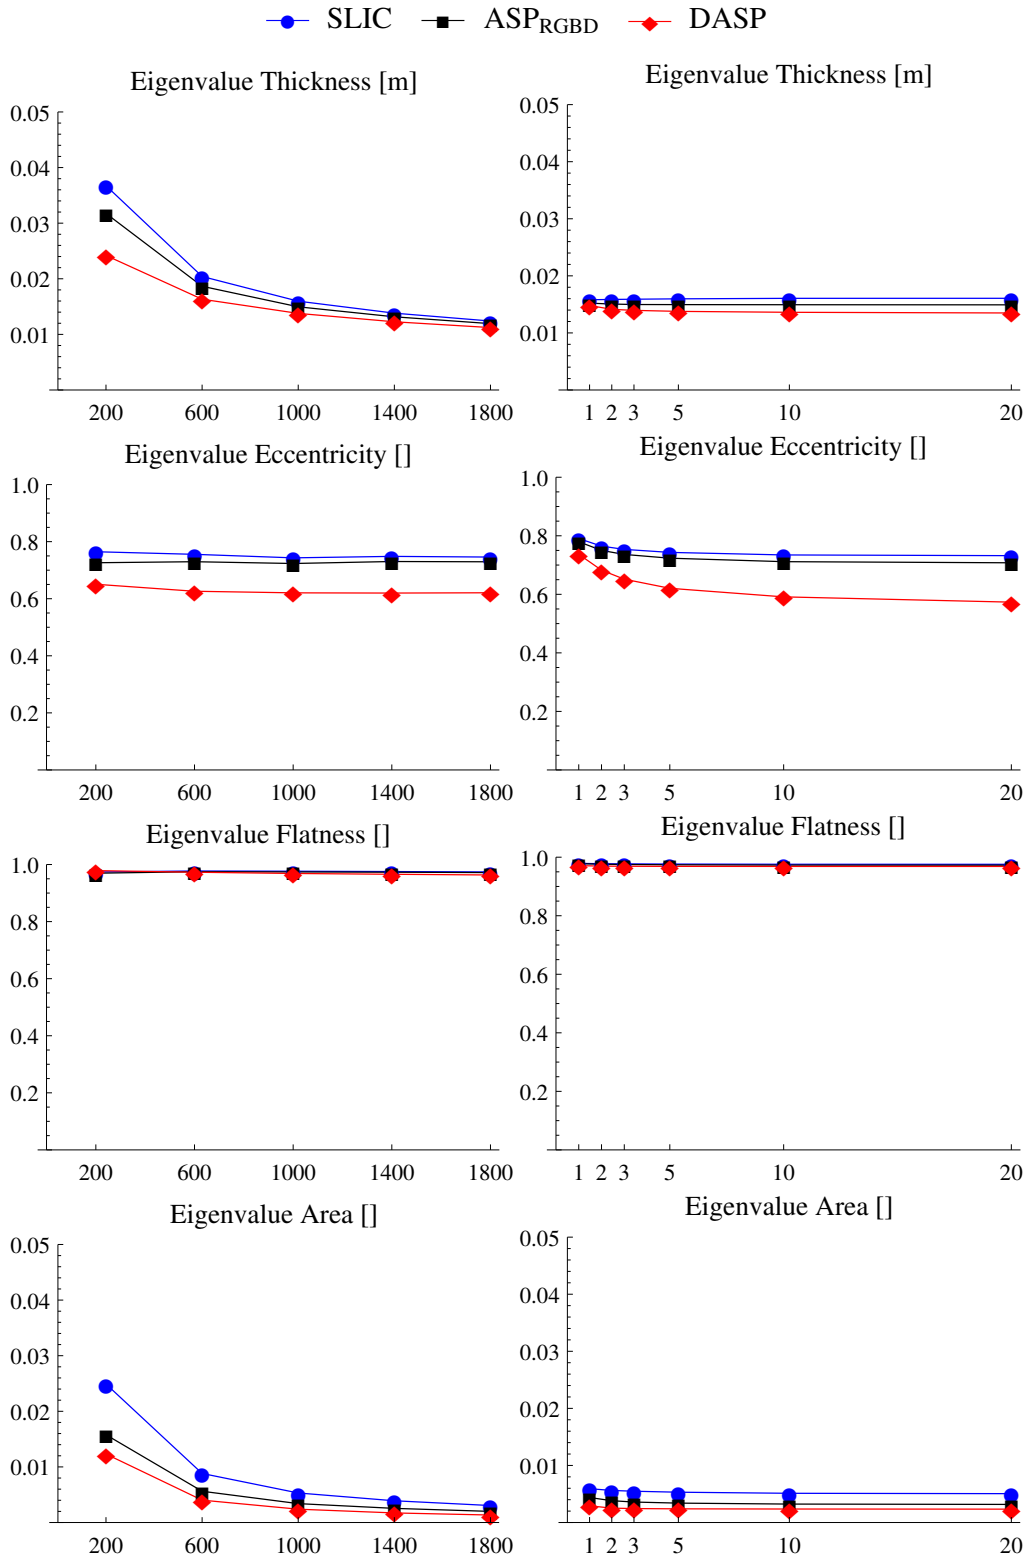 SLIC ASPRGBD DASP
Eigenvalue Thickness [m]
0.05
0.04
0.03
0.02
0.01
200 600 1000 1400 1800
Eigenvalue Thickness [m]
0.05
0.04
0.03
0.02
0.01
1 2 3 5 10 20
Eigenvalue Eccentricity []
1.0
0.8
0.6
0.4
0.2
200 600 1000 1400 1800
Eigenvalue Eccentricity []
1.0
0.8
0.6
0.4
0.2
1 2 3 5 10 20
Eigenvalue Flatness []
1.0
0.8
0.6
0.4
0.2
200 600 1000 1400 1800
Eigenvalue Flatness []
1.0
0.8
0.6
0.4
0.2
1 2 3 5 10 20
Eigenvalue Area []
0.05
0.04
0.03
0.02
0.01
200 600 1000 1400 1800
Eigenvalue Area []
0.05
0.04
0.03
0.02
0.01
1 2 3 5 10 20